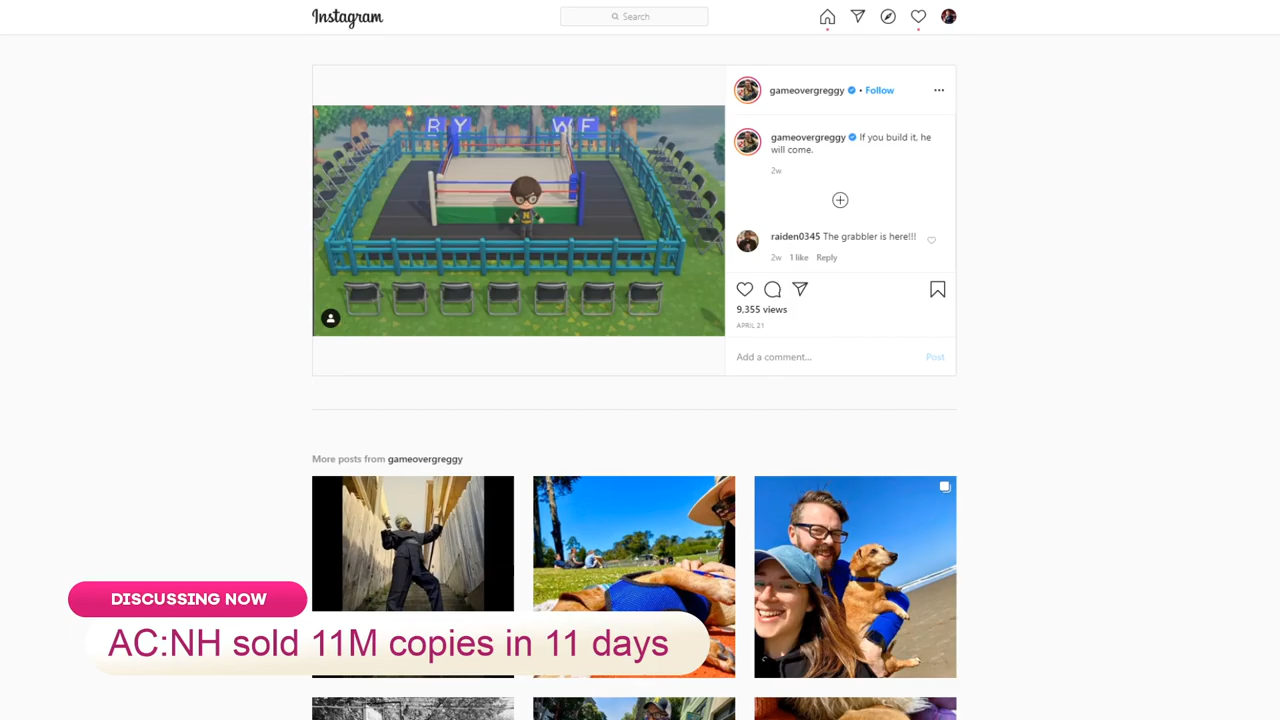 Instagram
Search
gameovergreggy • Follow
RY WF
gameovergreggy If you build it, he
will come.
2w
raiden0345 The grabbler is here!!!
2w 1 like Reply
9,355 views
APRIL 21
Add a comment... Post
More posts from gameovergreggy
DISCUSSING NOW
AC:NH sold 11M copies in 11 days